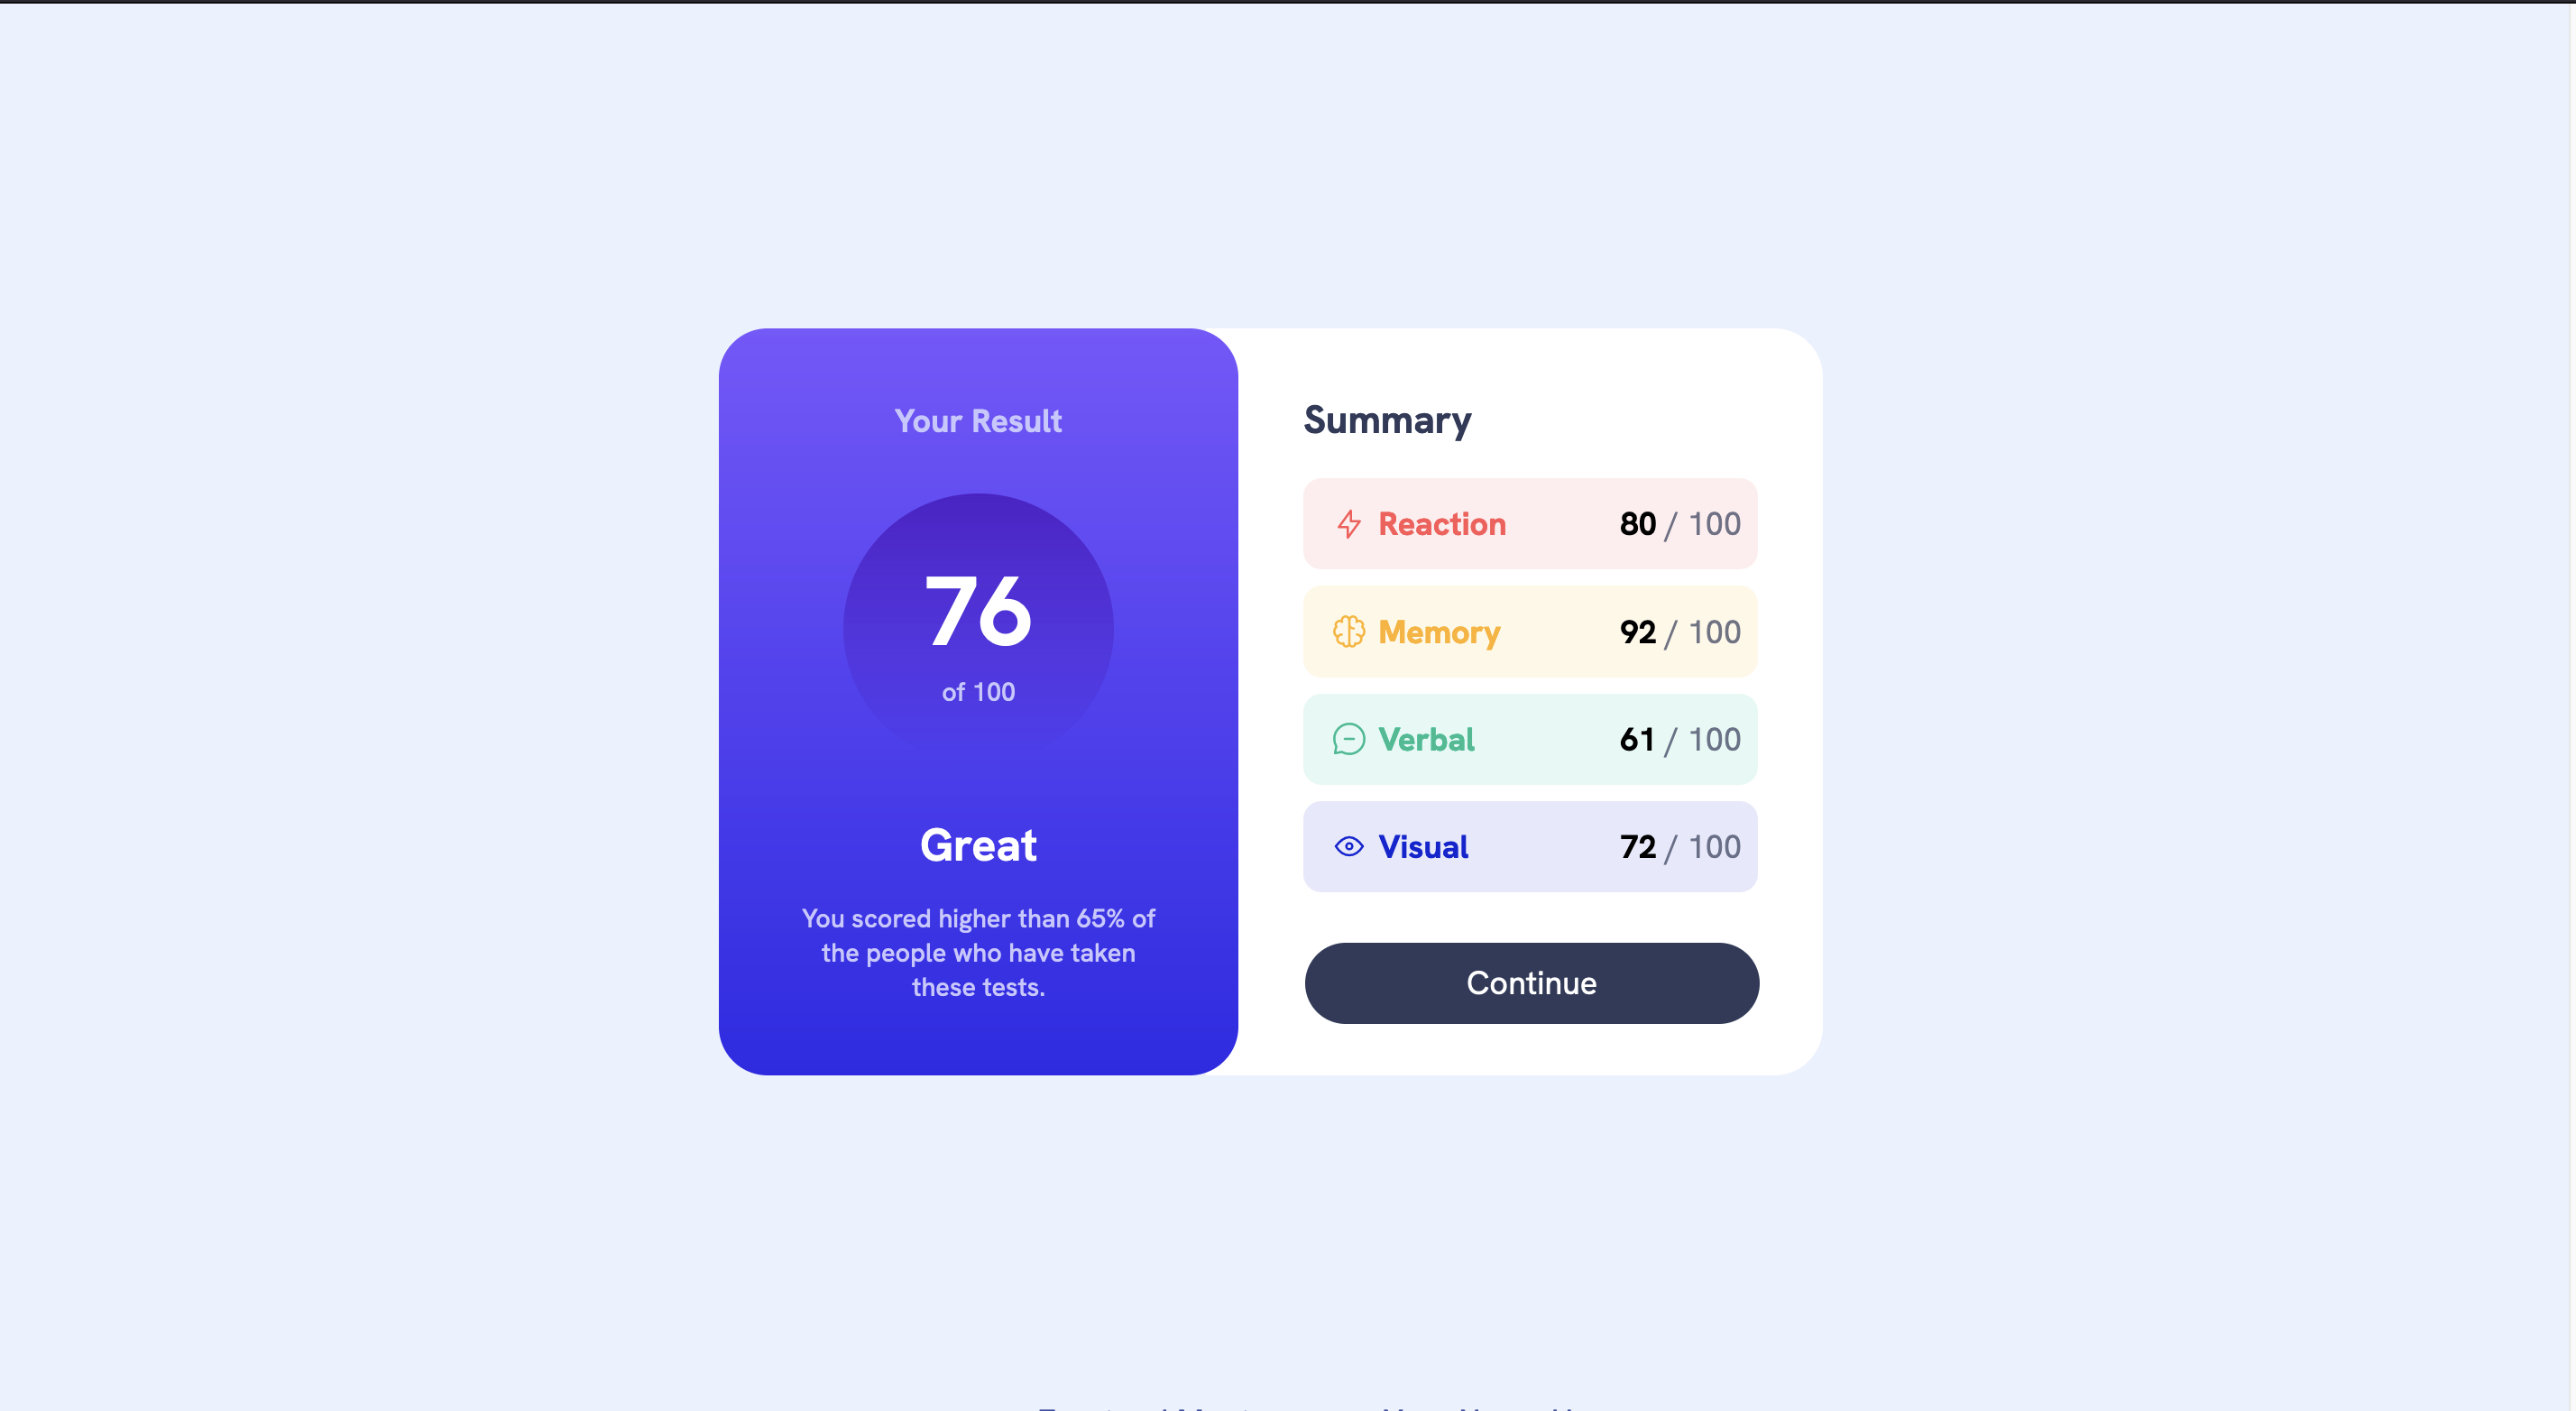 Your Result
76
of 100
Great
You scored higher than 65% of
the people who have taken
these tests.
Summary
Reaction 80 / 100
Memory 92 / 100
Verbal 61 / 100
Visual 72 / 100
Continue